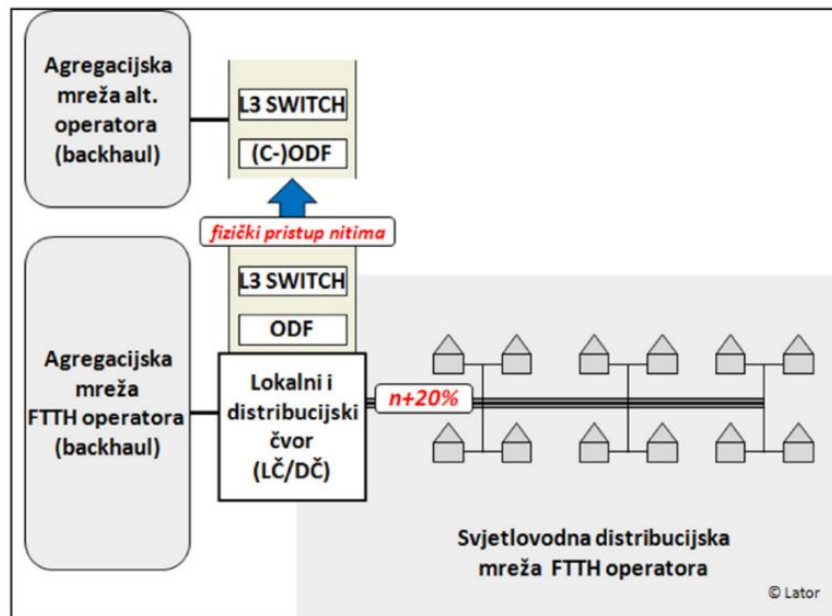 Agregacijska
mreža alt.
operatora
(backhaul)
L3 SWITCH
(C-)ODF
fizički pristup nitima
L3 SWITCH
ODF
Agregacijska
mreža
FTTH operatora
(backhaul)
Lokalni i
distribucijski
čvor
(LČ/DČ)
n+20%
Svjetlovodna distribucijska
mreža FTTH operatora
© Lator